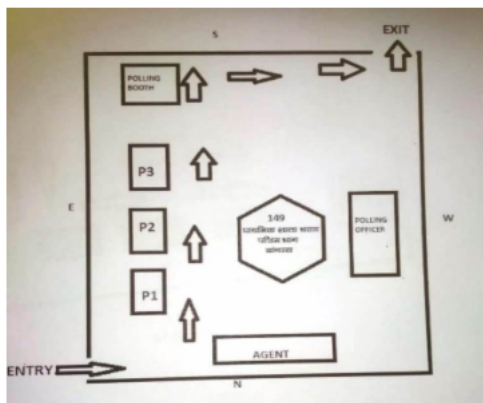 S
EXIT
POLLING
BOOTH
P3
E
149
POLLING
OFFICER
W
P2
P1
AGENT
ENTRY
N